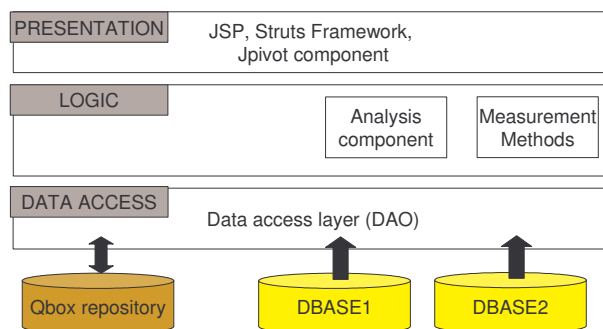 PRESENTATION
JSP, Struts Framework,
Jpivot component
LOGIC
Analysis
component
Measurement
Methods
DATA ACCESS
Data access layer (DAO)
Qbox repository
DBASE1
DBASE2